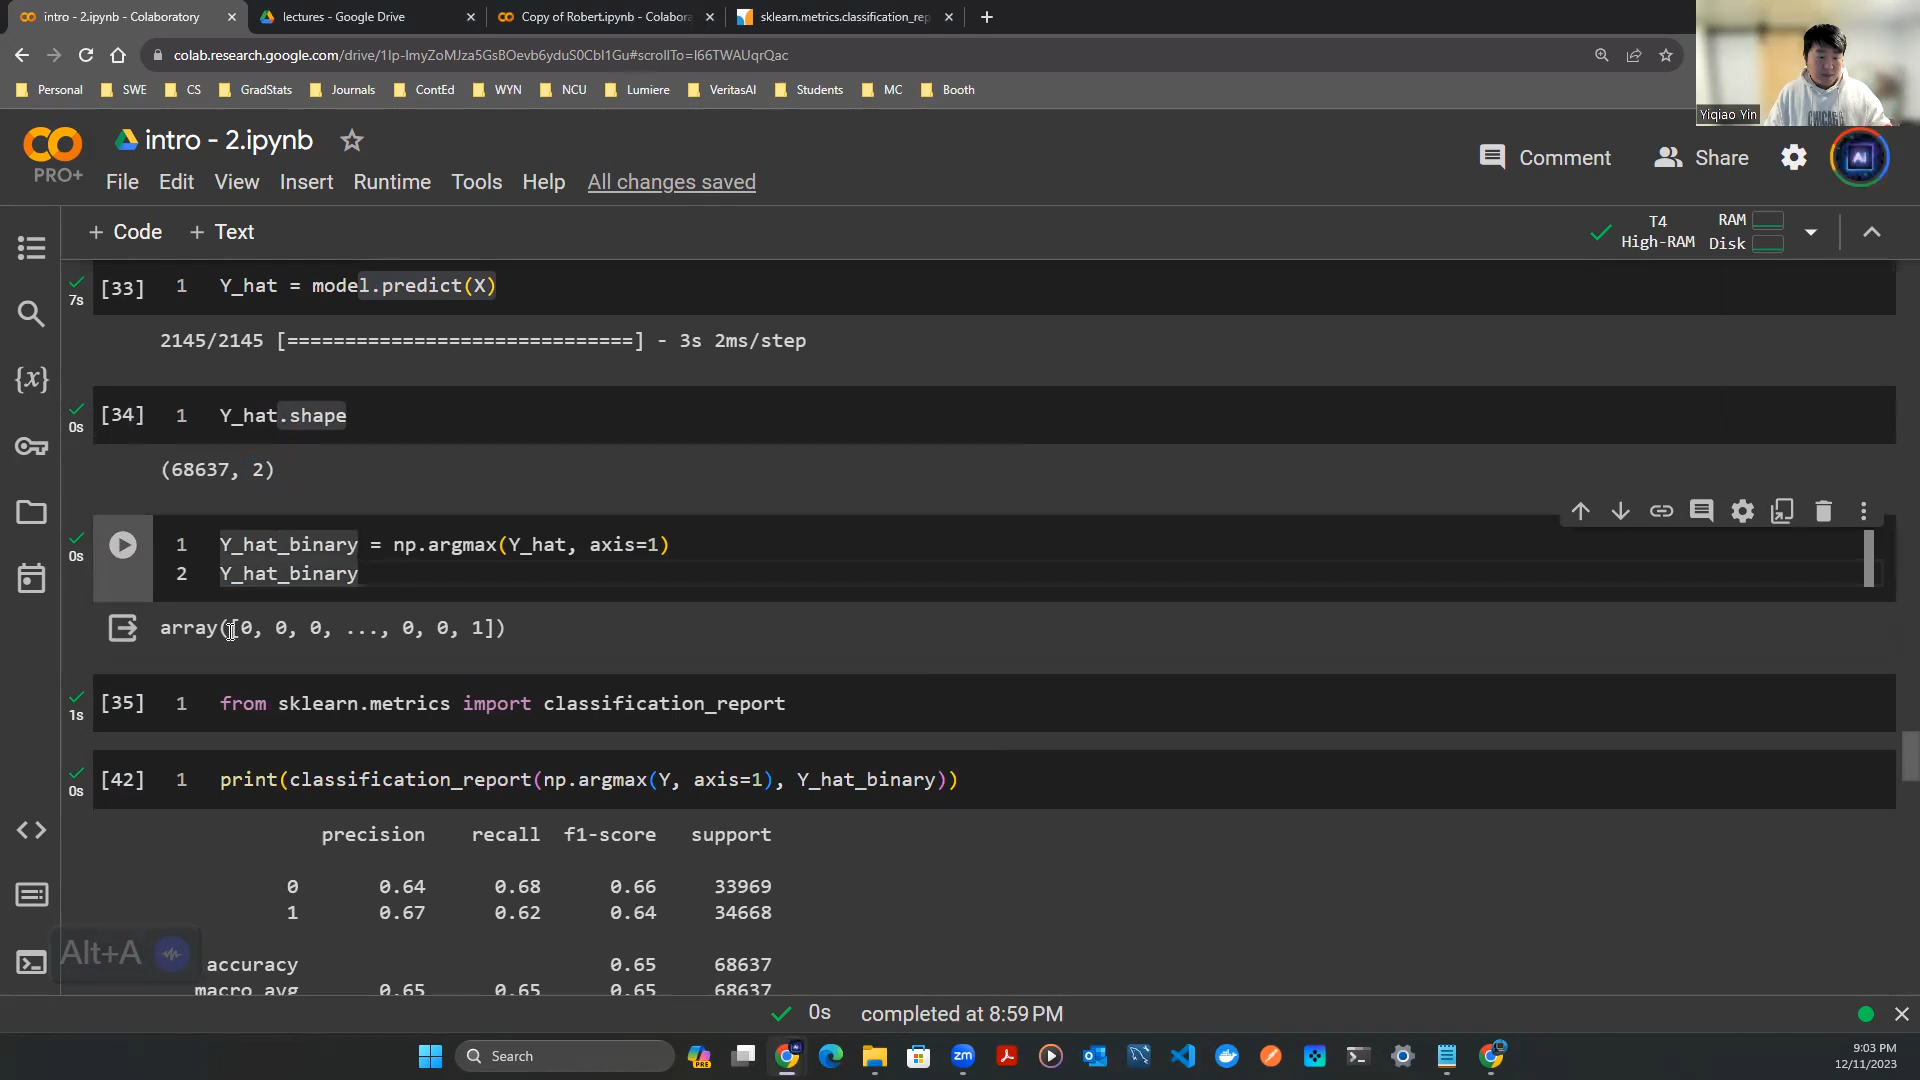 intro - 2.ipynb - Colaboratory
lectures - Google Drive
Copy of Robert.ipynb - Colabora
sklearn.metrics.classification_rep
colab.research.google.com/drive/1Ip-ImyZoMJza5GsBOevb6yduS0CbI1Gu#scrollTo=I66TWAUqrQac
Personal SWE CS GradStats Journals ContEd WYN NCU Lumiere VeritasAI Students MC Booth
Yiqiao Yin
CHICAGO
PRO+
intro - 2.ipynb
File Edit View Insert Runtime Tools Help All changes saved
Comment Share
AI
+ Code + Text
T4
High-RAM
RAM
Disk
[33] 1 Y_hat = model.predict(X)
7s
2145/2145 [==============================] - 3s 2ms/step
[34] 1 Y_hat.shape
0s
(68637, 2)
1 Y_hat_binary = np.argmax(Y_hat, axis=1)
0s
2 Y_hat_binary
array([0, 0, 0, ..., 0, 0, 1])
[35] 1 from sklearn.metrics import classification_report
1s
[42] 1 print(classification_report(np.argmax(Y, axis=1), Y_hat_binary))
0s
precision recall f1-score support
0 0.64 0.68 0.66 33969
1 0.67 0.62 0.64 34668
Alt+A
accuracy 0.65 68637
macro avg 0.65 0.65 0.65 68637
0s completed at 8:59 PM
Search
PRE
zm
9:03 PM
12/11/2023